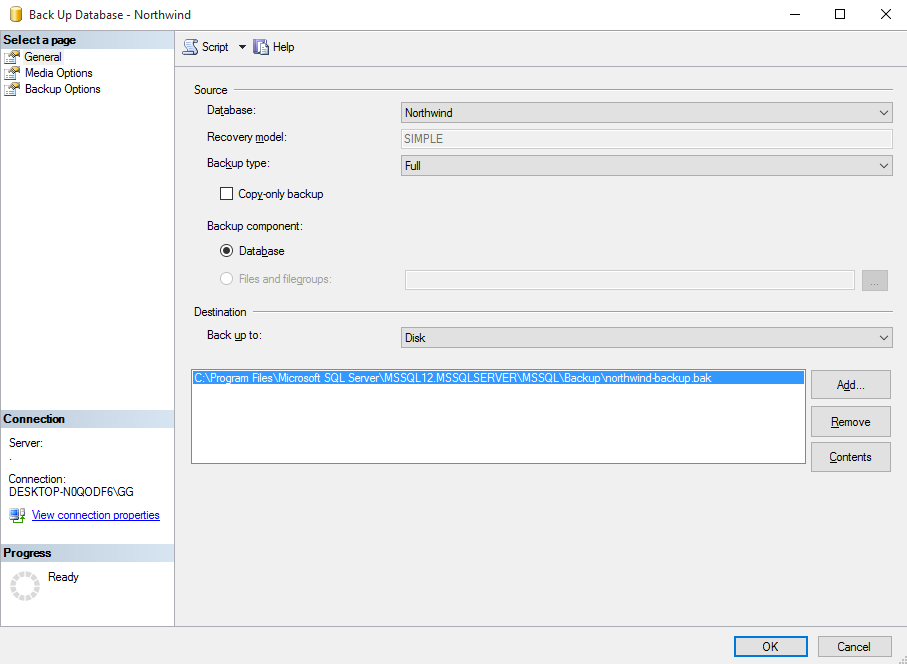 Back Up Database - Northwind
Select a page
General
Media Options
Backup Options
Script
Help
Source
Database:
Northwind
Recovery model:
SIMPLE
Backup type:
Full
Copy-only backup
Backup component:
Database
Files and filegroups:
...
Destination
Back up to:
Disk
C:\Program Files\Microsoft SQL Server\MSSQL12.MSSQLSERVER\MSSQL\Backup\northwind-backup.bak
Add...
Remove
Contents
Connection
Server:
.
Connection:
DESKTOP-N0QODF6\GG
View connection properties
Progress
Ready
OK
Cancel